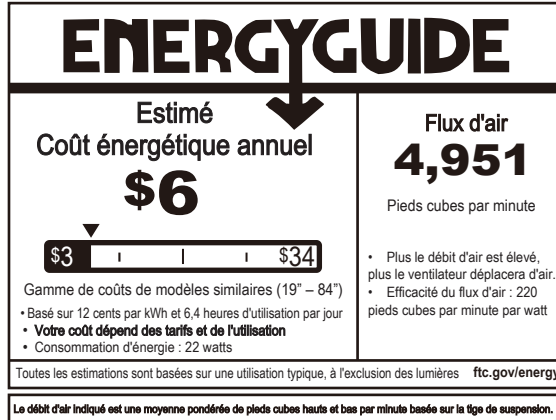 ENERGYGUIDE
Estimé
Coût énergétique annuel
$6
$3 $34
Gamme de coûts de modèles similaires (19” – 84”)
• Basé sur 12 cents par kWh et 6,4 heures d'utilisation par jour
• Votre coût dépend des tarifs et de l'utilisation
• Consommation d'énergie : 22 watts
Flux d'air
4,951
Pieds cubes par minute
• Plus le débit d'air est élevé,
plus le ventilateur déplacera d'air.
• Efficacité du flux d'air : 220
pieds cubes par minute par watt
Toutes les estimations sont basées sur une utilisation typique, à l'exclusion des lumières ftc.gov/energy
Le débit d'air indiqué est une moyenne pondérée de pieds cubes hauts et bas par minute basée sur la tige de suspension.